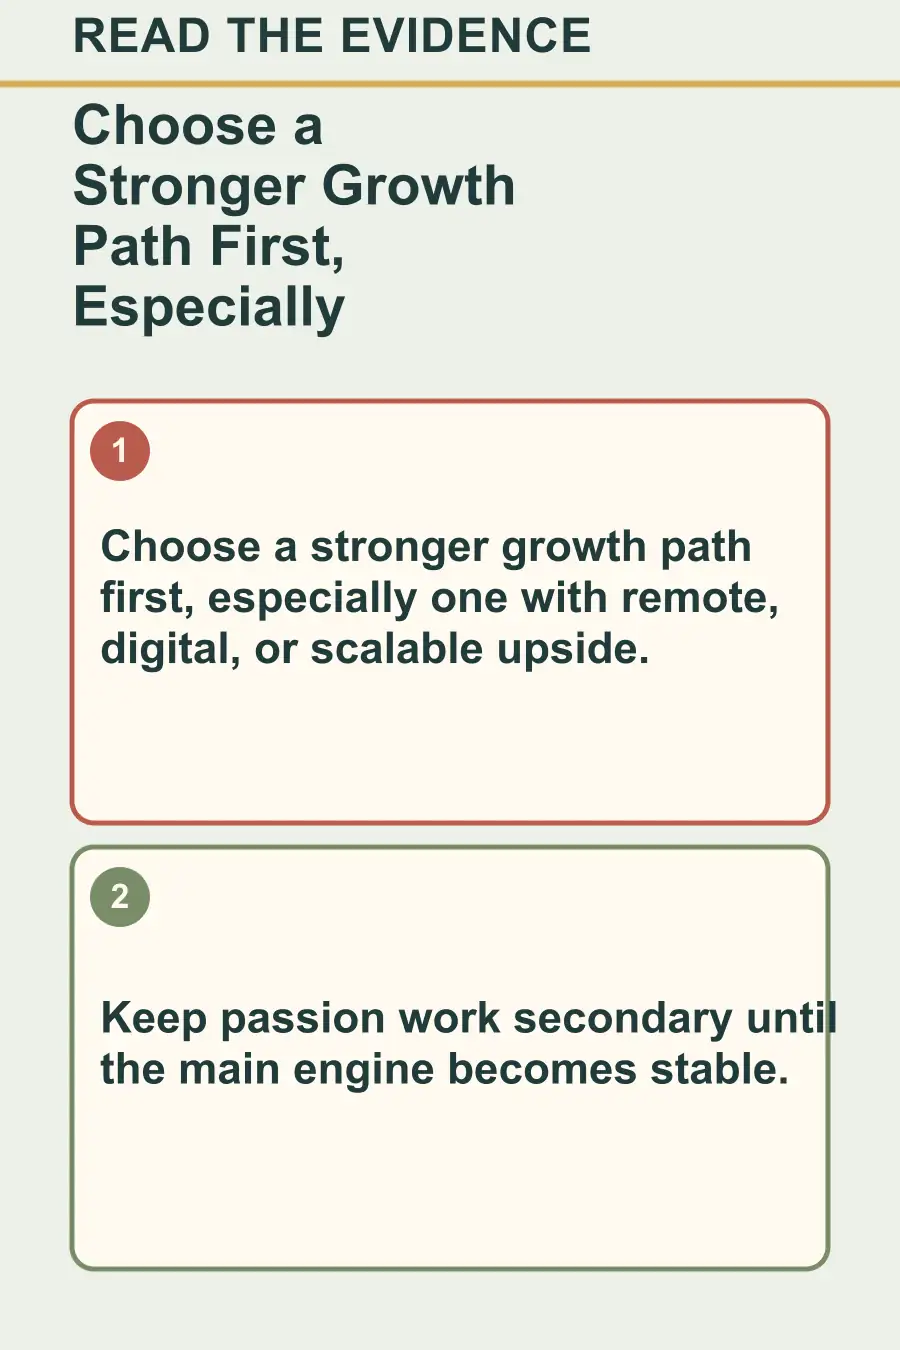 READ THE EVIDENCE
Choose a
Stronger Growth
Path First,
Especially
1
Choose a stronger growth path
first, especially one with remote,
digital, or scalable upside.
2
Keep passion work secondary until
the main engine becomes stable.